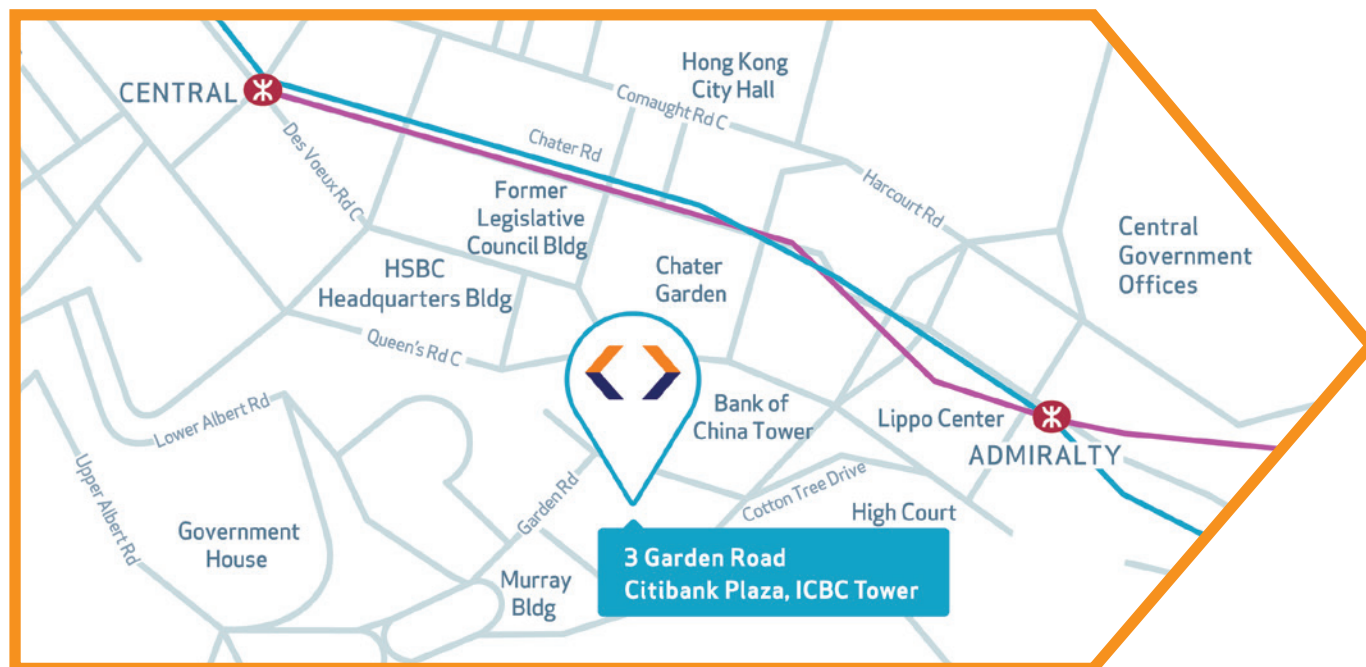 Hong Kong
City Hall
CENTRAL
Comaught Rd C
Des Voeux Rd C
Chater Rd
Former
Legislative
Council Bldg
Harcourt Rd
Central
Government
Offices
HSBC
Headquarters Bldg
Chater
Garden
Queen's Rd C
Bank of
China Tower
Lippo Center
ADMIRALTY
Lower Albert Rd
Upper Albert Rd
Garden Rd
Cotton Tree Drive
High Court
Government
House
Murray
Bldg
3 Garden Road
Citibank Plaza, ICBC Tower